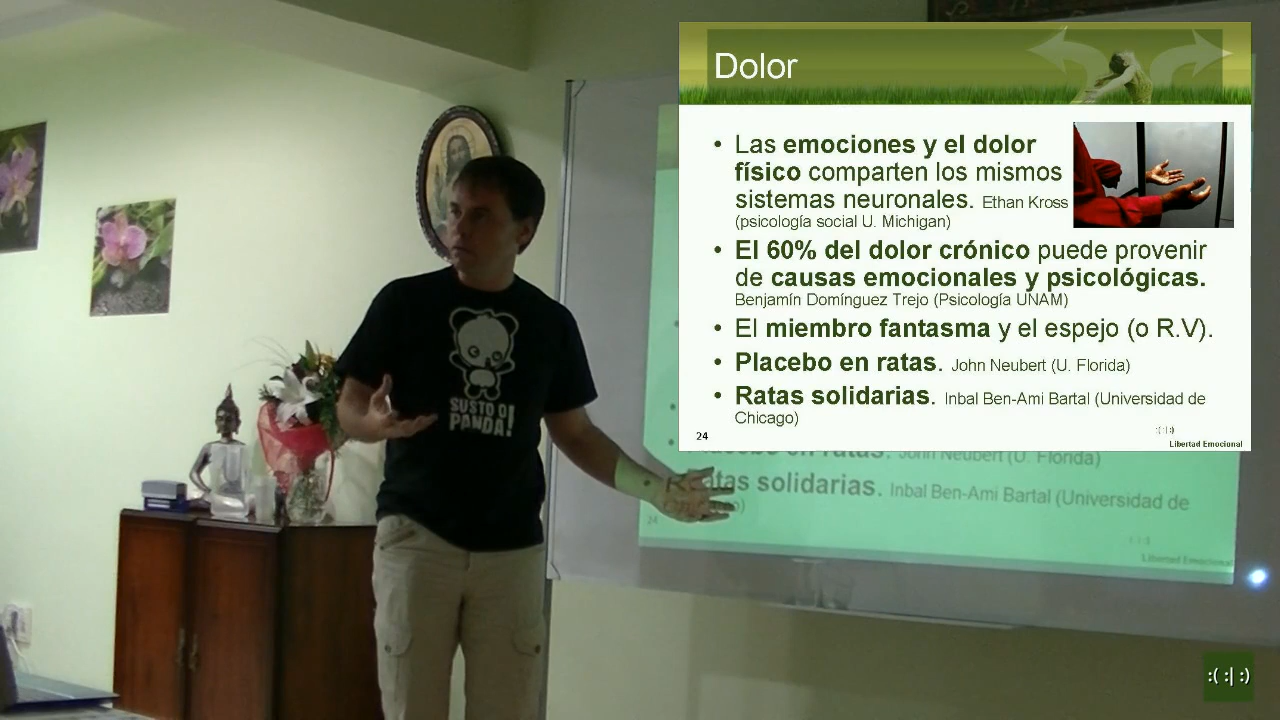 Dolor
• Las emociones y el dolor
físico comparten los mismos
sistemas neuronales. Ethan Kross
(psicología social U. Michigan)
• El 60% del dolor crónico puede provenir
de causas emocionales y psicológicas.
Benjamín Domínguez Trejo (Psicología UNAM)
• El miembro fantasma y el espejo (o R.V).
• Placebo en ratas. John Neubert (U. Florida)
• Ratas solidarias. Inbal Ben-Ami Bartal (Universidad de
Chicago)
24
:(:|:)
Libertad Emocional
SUSTO O!
PANDA!
en ratas. John Neubert (U. Florida)
Ratas solidarias. Inbal Ben-Ami Bartal (Universidad de
24
Libertad Emocional
:( :| :)